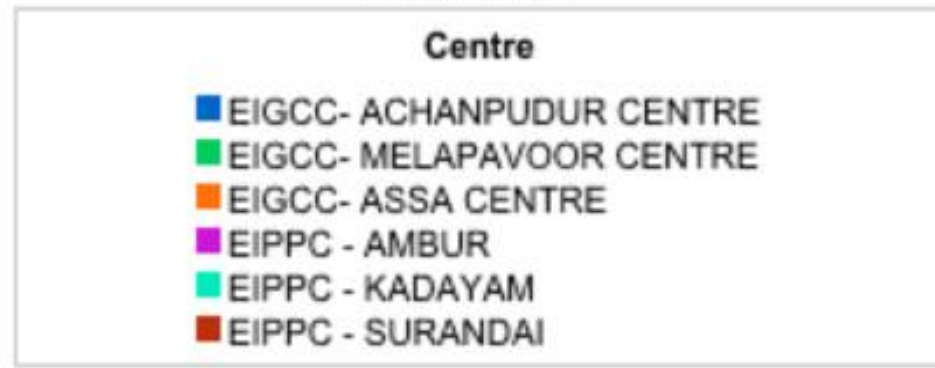 Centre
EIGCC- ACHANPUDUR CENTRE
EIGCC- MELAPAVOOR CENTRE
EIGCC- ASSA CENTRE
EIPPC - AMBUR
EIPPC - KADAYAM
EIPPC - SURANDAI